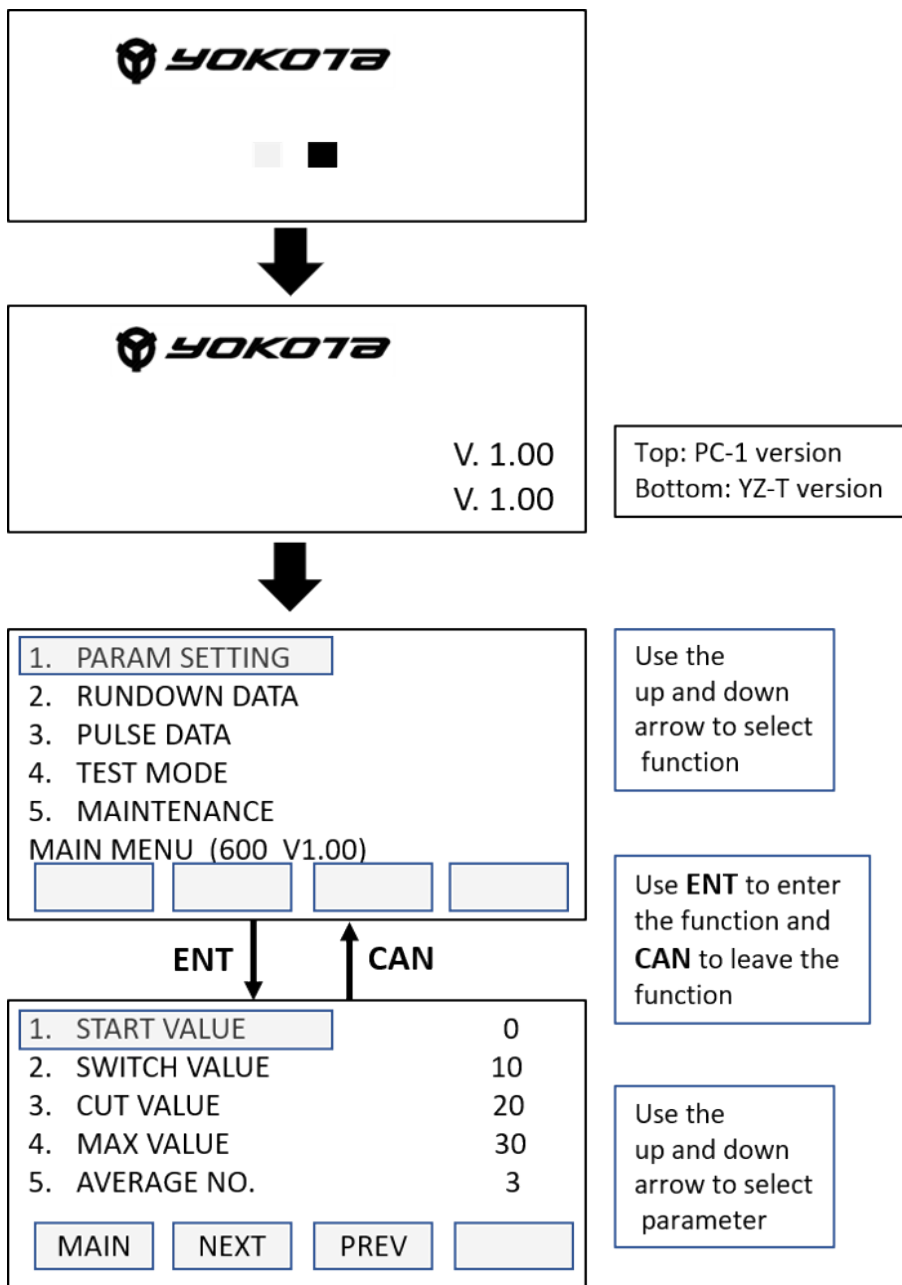 YOKOTA
YOKOTA
V. 1.00
V. 1.00
Top: PC-1 version
Bottom: YZ-T version
1. PARAM SETTING
2. RUNDOWN DATA
3. PULSE DATA
4. TEST MODE
5. MAINTENANCE
MAIN MENU (600 V1.00)
Use the
up and down
arrow to select
function
ENT
CAN
Use ENT to enter
the function and
CAN to leave the
function
1. START VALUE 0
2. SWITCH VALUE 10
3. CUT VALUE 20
4. MAX VALUE 30
5. AVERAGE NO. 3
MAIN NEXT PREV
Use the
up and down
arrow to select
parameter